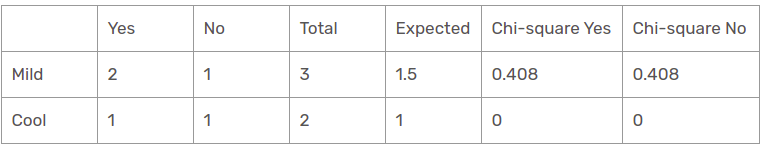 Yes No Total Expected Chi-square Yes Chi-square No
Mild 2 1 3 1.5 0.408 0.408
Cool 1 1 2 1 0 0